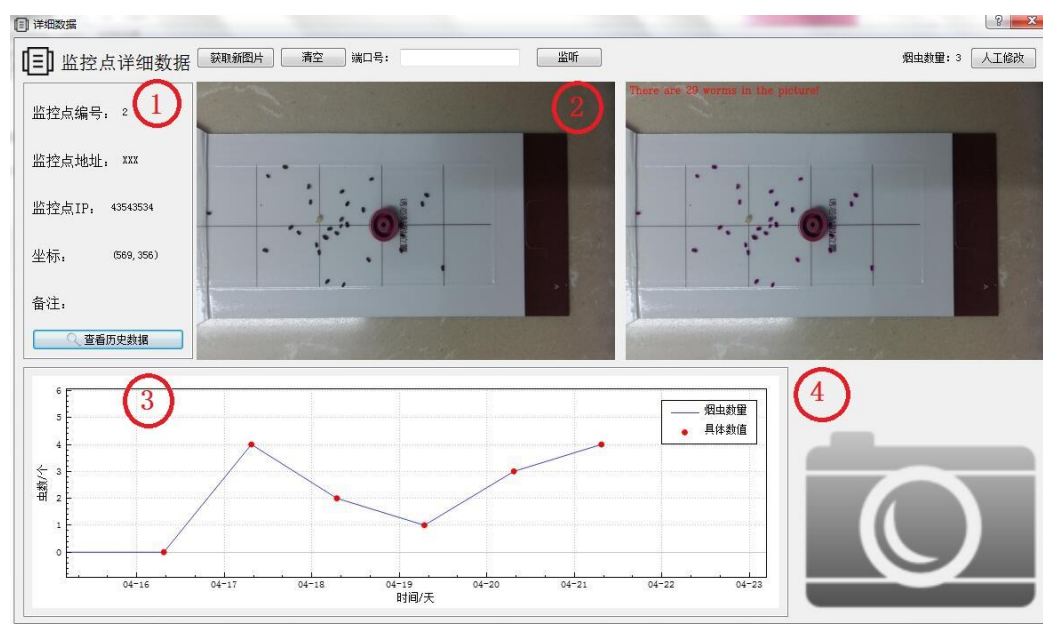 详细数据
监控点详细数据 获取新图片 清空 端口号: 监听 烟虫数量: 3 人工修改
监控点编号: 2
监控点地址: XXX
监控点IP: 43543534
坐标: (569,356)
备注:
查看历史数据
1
2
There are 29 worms in the picture!
3
4
烟虫数量
具体数值
虫数/个
6
5
4
3
2
1
0
04-16 04-17 04-18 04-19 04-20 04-21 04-22 04-23
时间/天